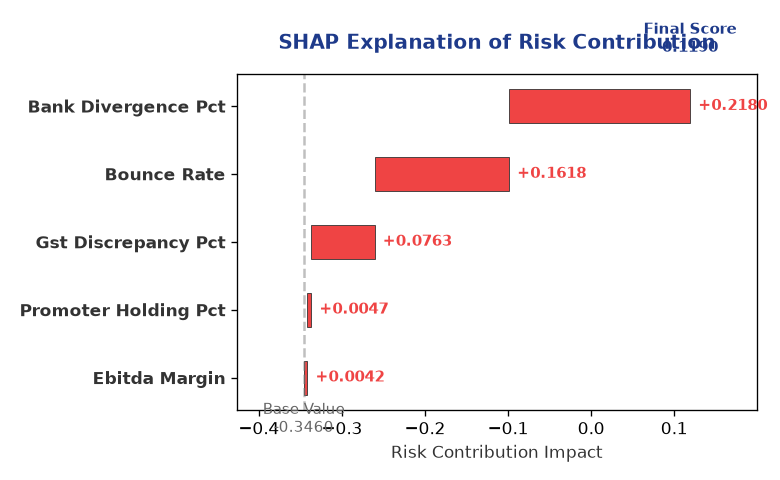 Final Score
0.1190
SHAP Explanation of Risk Contribution
Bank Divergence Pct
+0.2180
Bounce Rate
+0.1618
Gst Discrepancy Pct
+0.0763
Promoter Holding Pct
+0.0047
Ebitda Margin
+0.0042
Base Value
-0.3460
−0.4 −0.3 −0.2 −0.1 0.0 0.1
Risk Contribution Impact